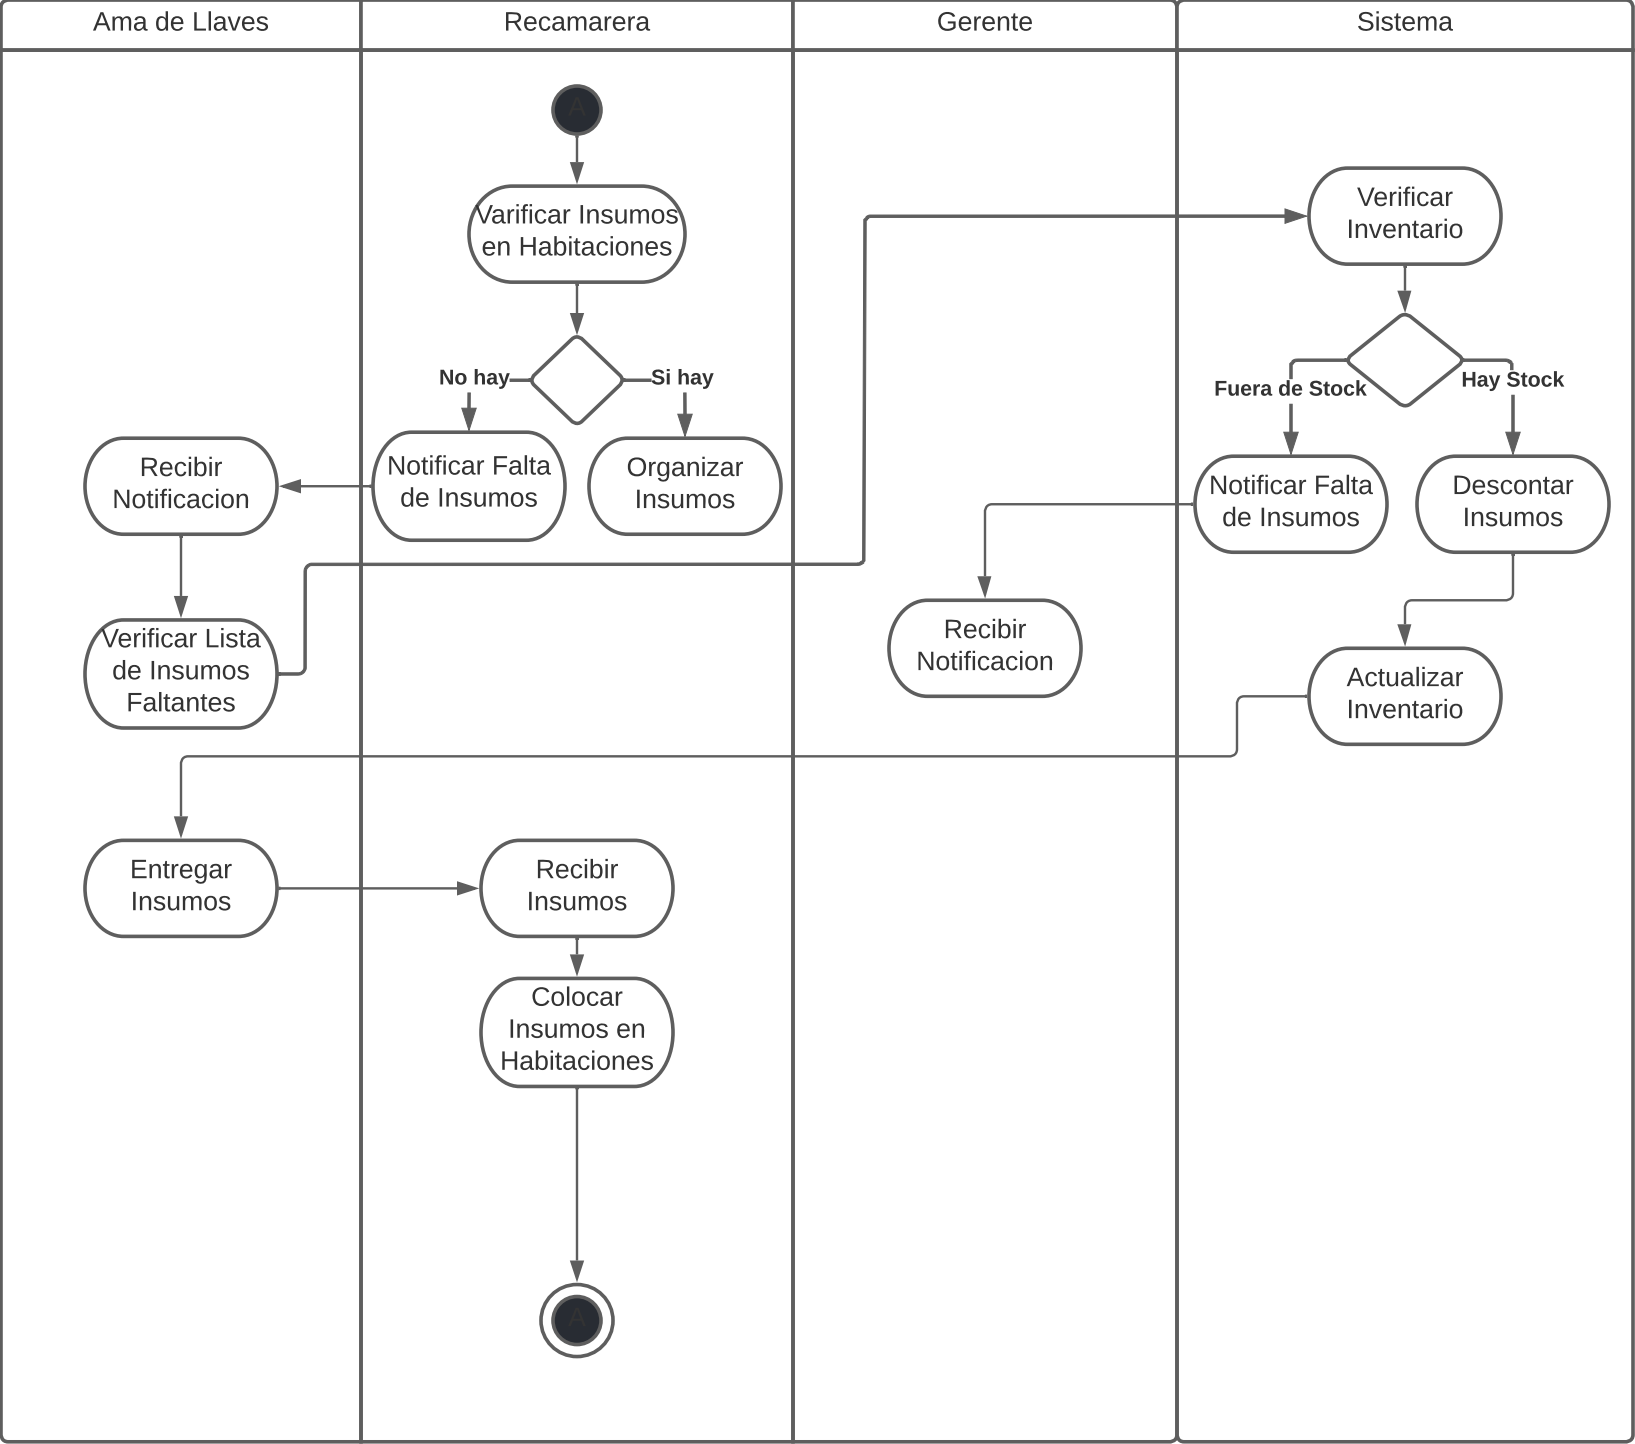 Ama de Llaves
Recamarera
Gerente
Sistema
A
Varificar Insumos
en Habitaciones
Verificar
Inventario
No hay
Si hay
Fuera de Stock
Hay Stock
Recibir
Notificacion
Notificar Falta
de Insumos
Organizar
Insumos
Notificar Falta
de Insumos
Descontar
Insumos
Verificar Lista
de Insumos
Faltantes
Recibir
Notificacion
Actualizar
Inventario
Entregar
Insumos
Recibir
Insumos
Colocar
Insumos en
Habitaciones
A